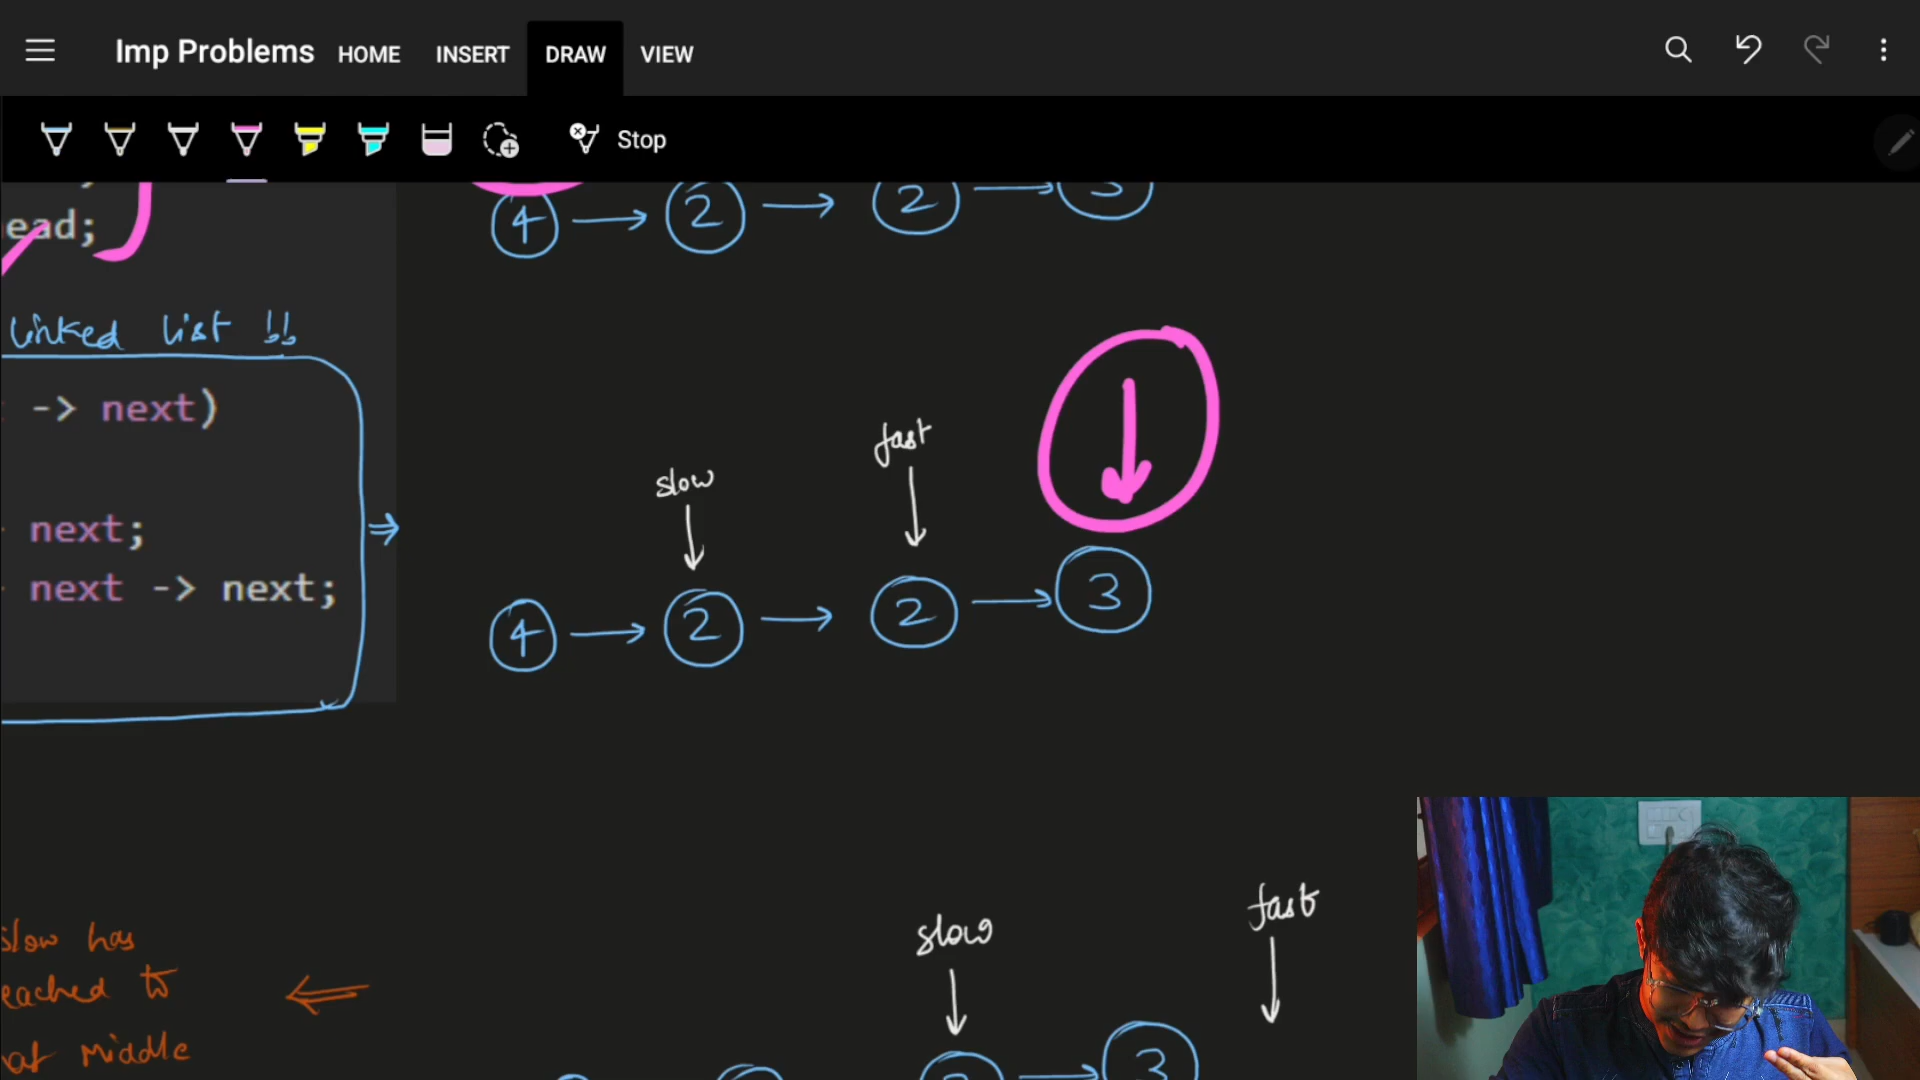 Imp Problems HOME INSERT DRAW VIEW
Stop
4 2 2 3
ead;
linked list !!
-> next)
fast
slow
next;
next -> next;
4 2 2 3
slow has
eached to
at middle
slow fast
3